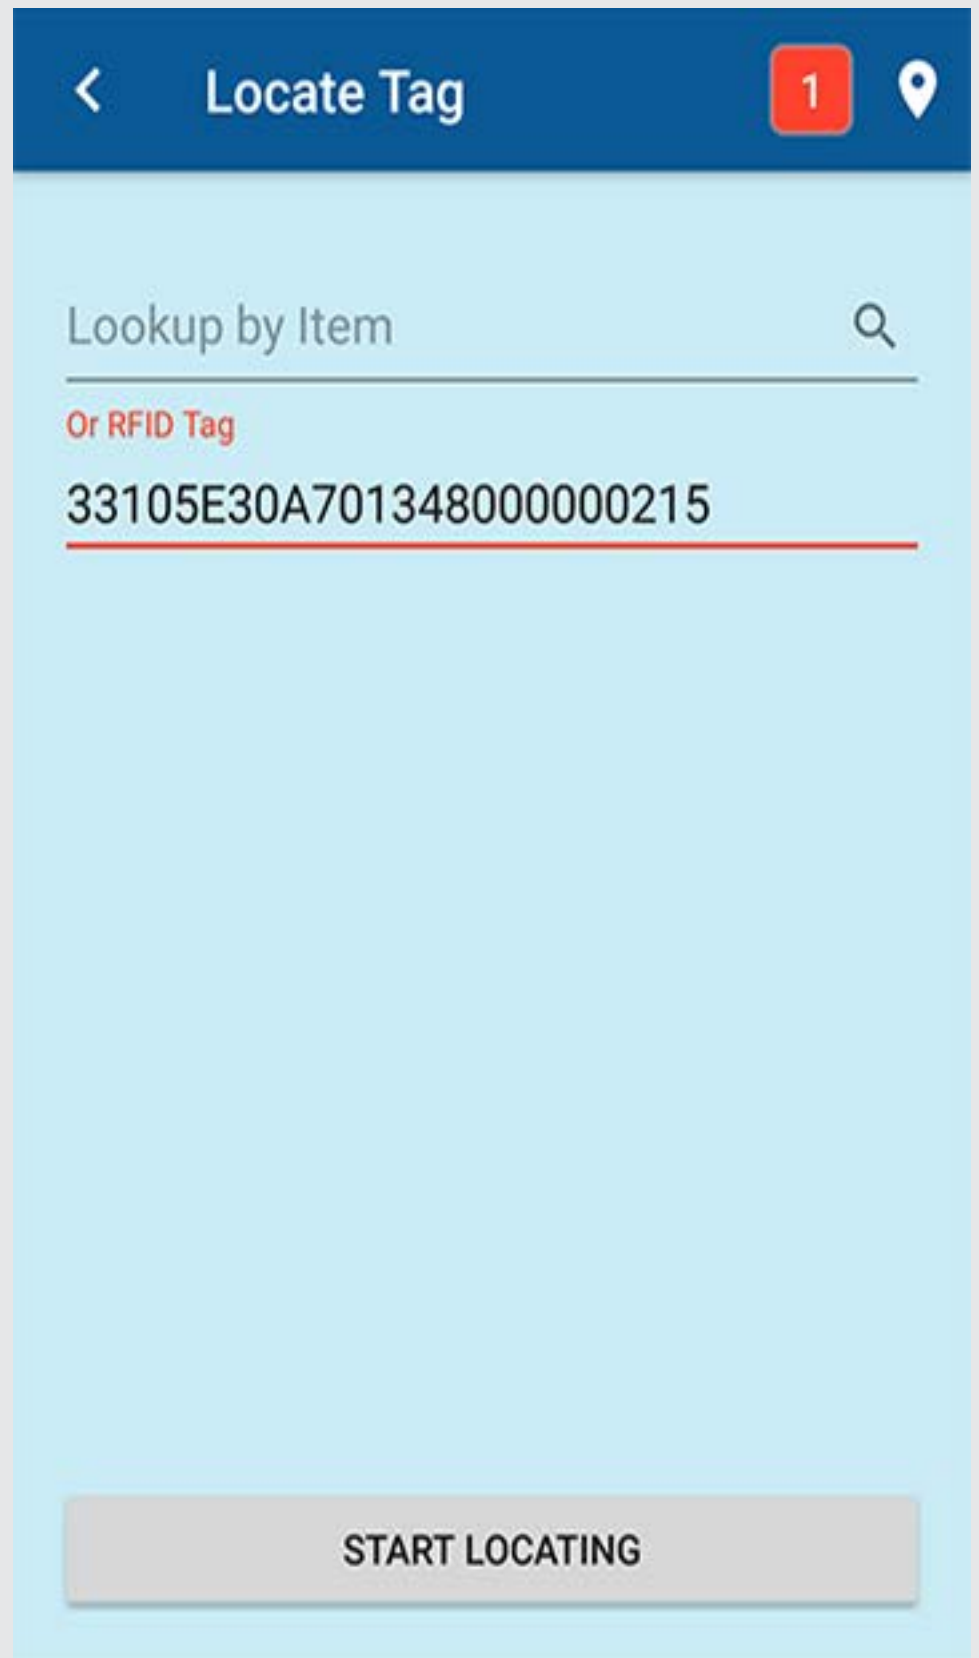 Locate Tag 1
Lookup by Item
Or RFID Tag
33105E30A701348000000215
START LOCATING